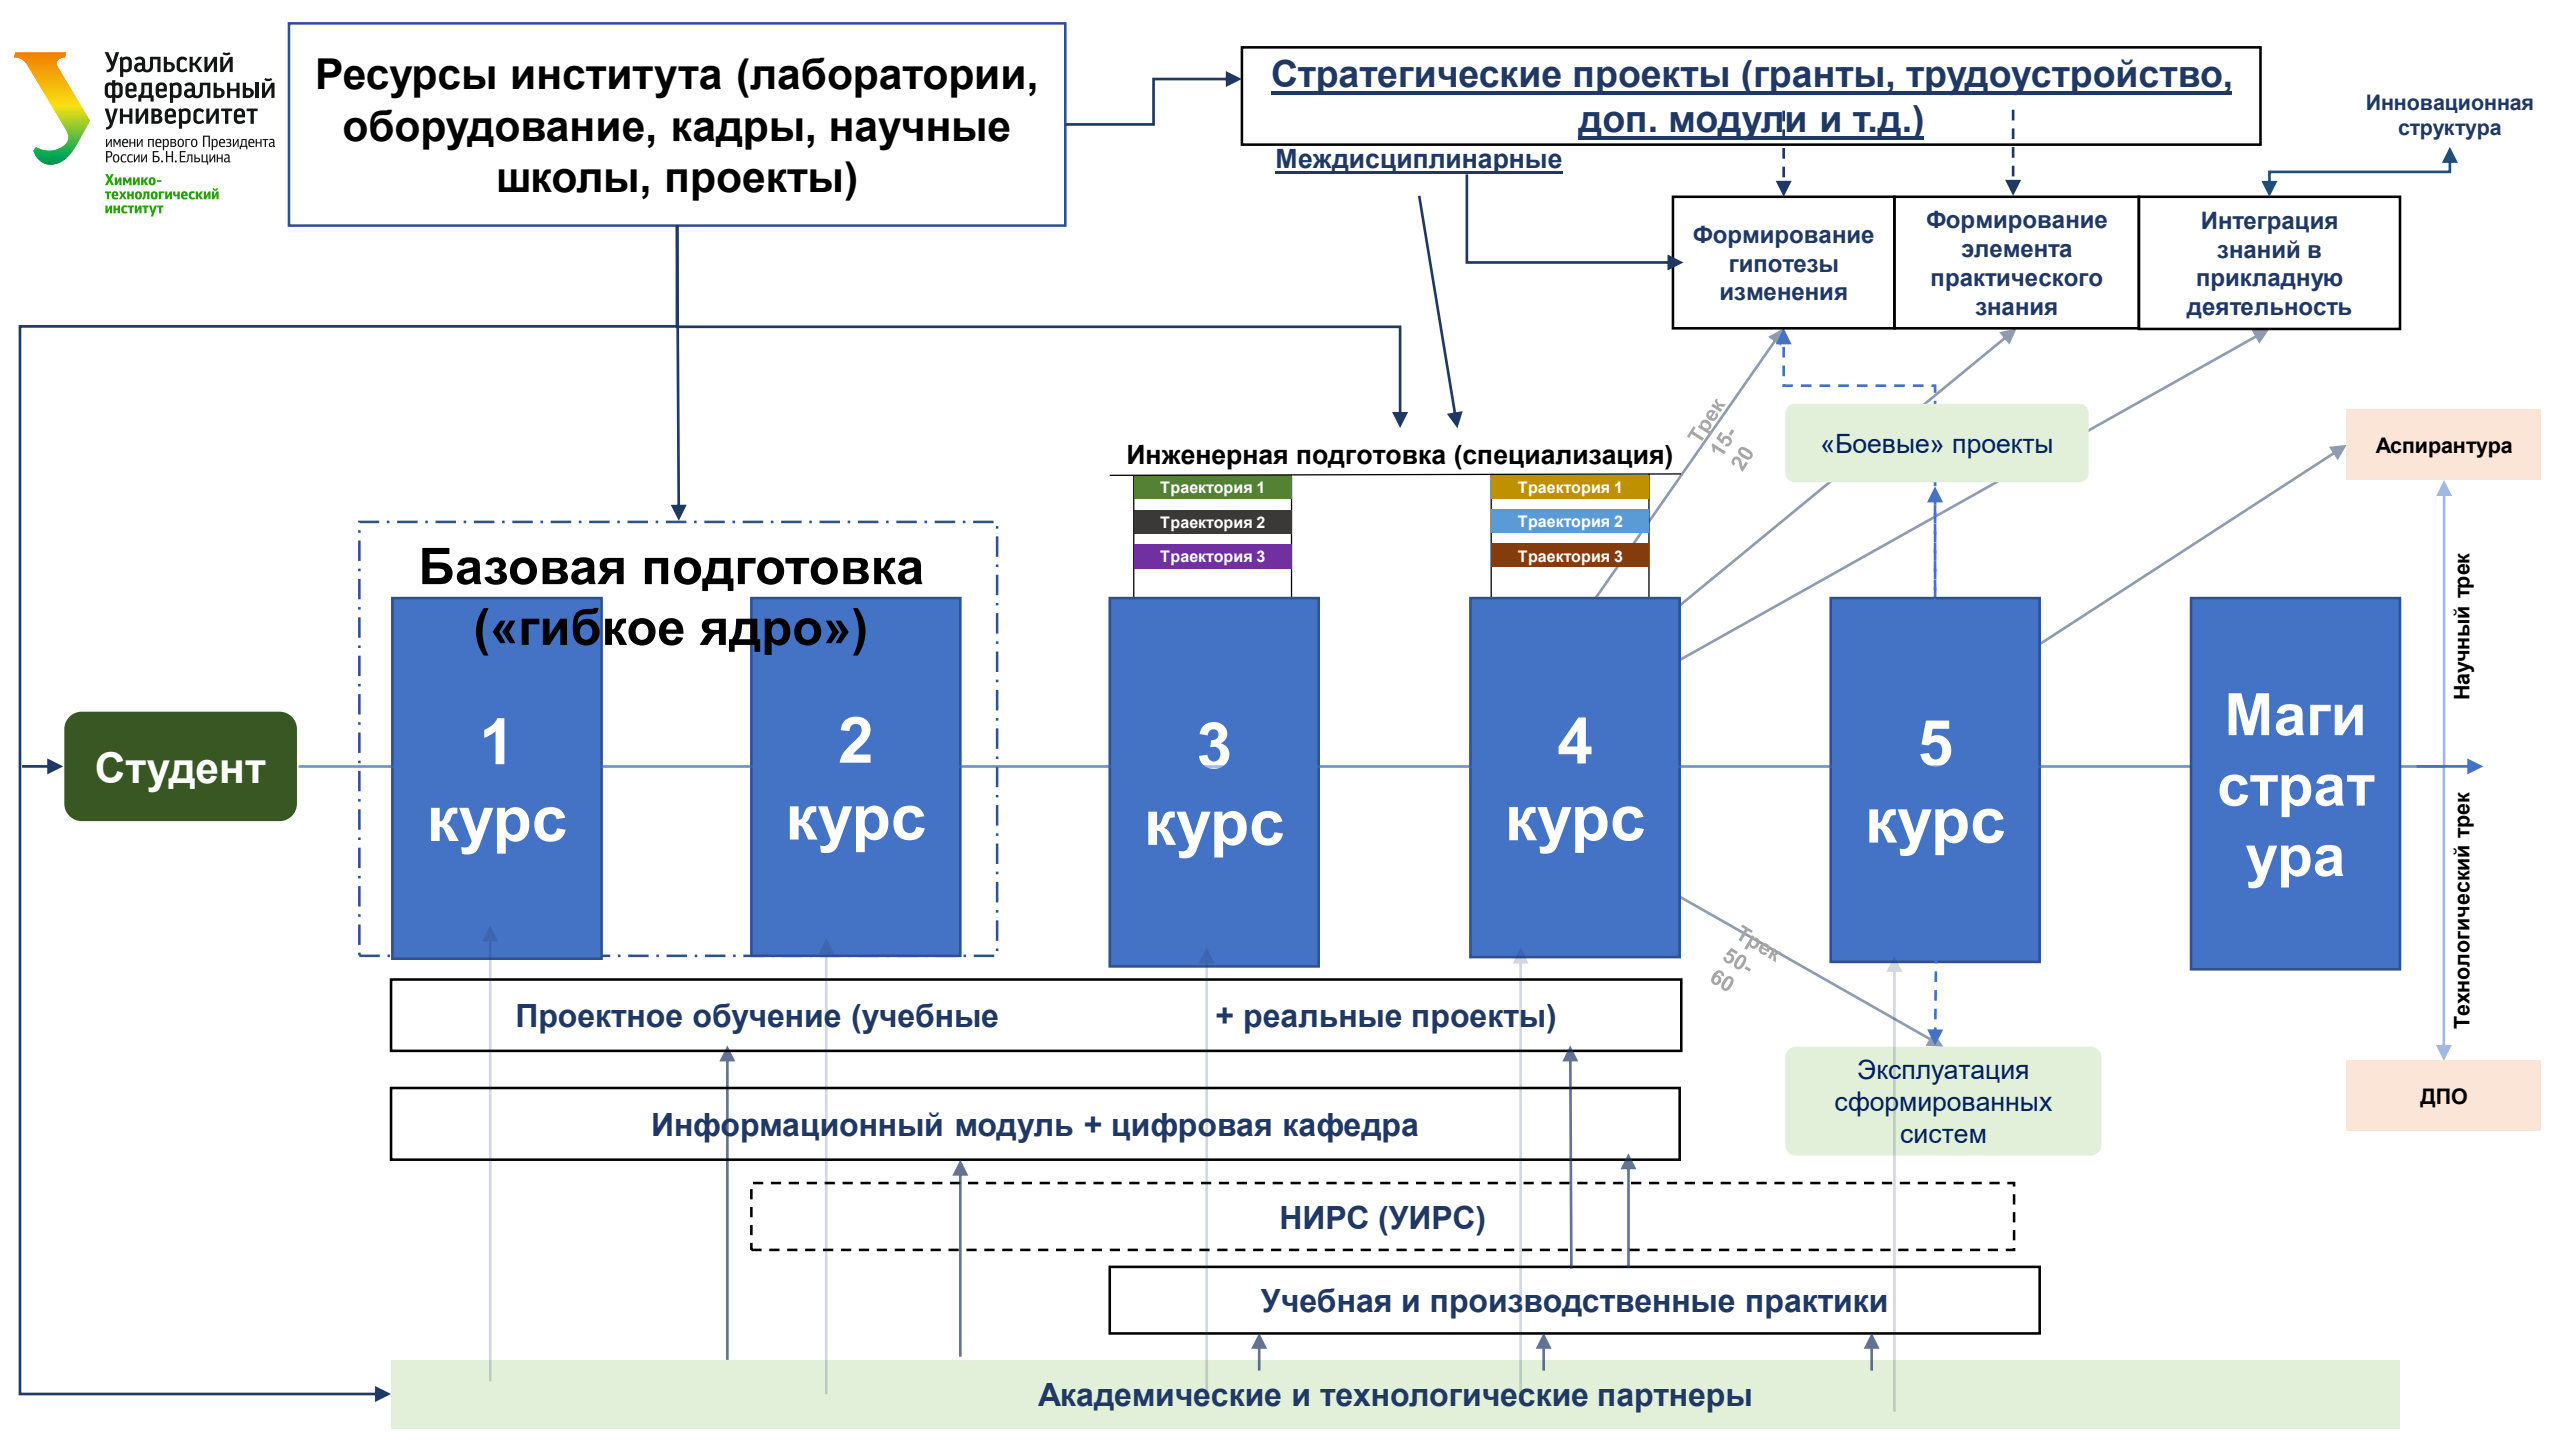 Уральский
федеральный
университет
имени первого Президента
России Б.Н.Ельцина
Химико-
технологический
институт
Ресурсы института (лаборатории,
оборудование, кадры, научные
школы, проекты)
Стратегические проекты (гранты, трудоустройство,
доп. модули и т.д.)
Междисциплинарные
Инновационная
структура
Формирование
гипотезы
изменения
Формирование
элемента
практического
знания
Интеграция
знаний в
прикладную
деятельность
Трек
15-
20
«Боевые» проекты
Аспирантура
Инженерная подготовка (специализация)
Траектория 1
Траектория 2
Траектория 3
Траектория 1
Траектория 2
Траектория 3
Базовая подготовка
(«гибкое ядро»)
Студент
1
курс
2
курс
3
курс
4
курс
5
курс
Маги
страт
ура
Научный трек
Технологический трек
Трек
50-
60
Проектное обучение (учебные + реальные проекты)
Эксплуатация
сформированных
систем
ДПО
Информационный модуль + цифровая кафедра
НИРС (УИРС)
Учебная и производственные практики
Академические и технологические партнеры